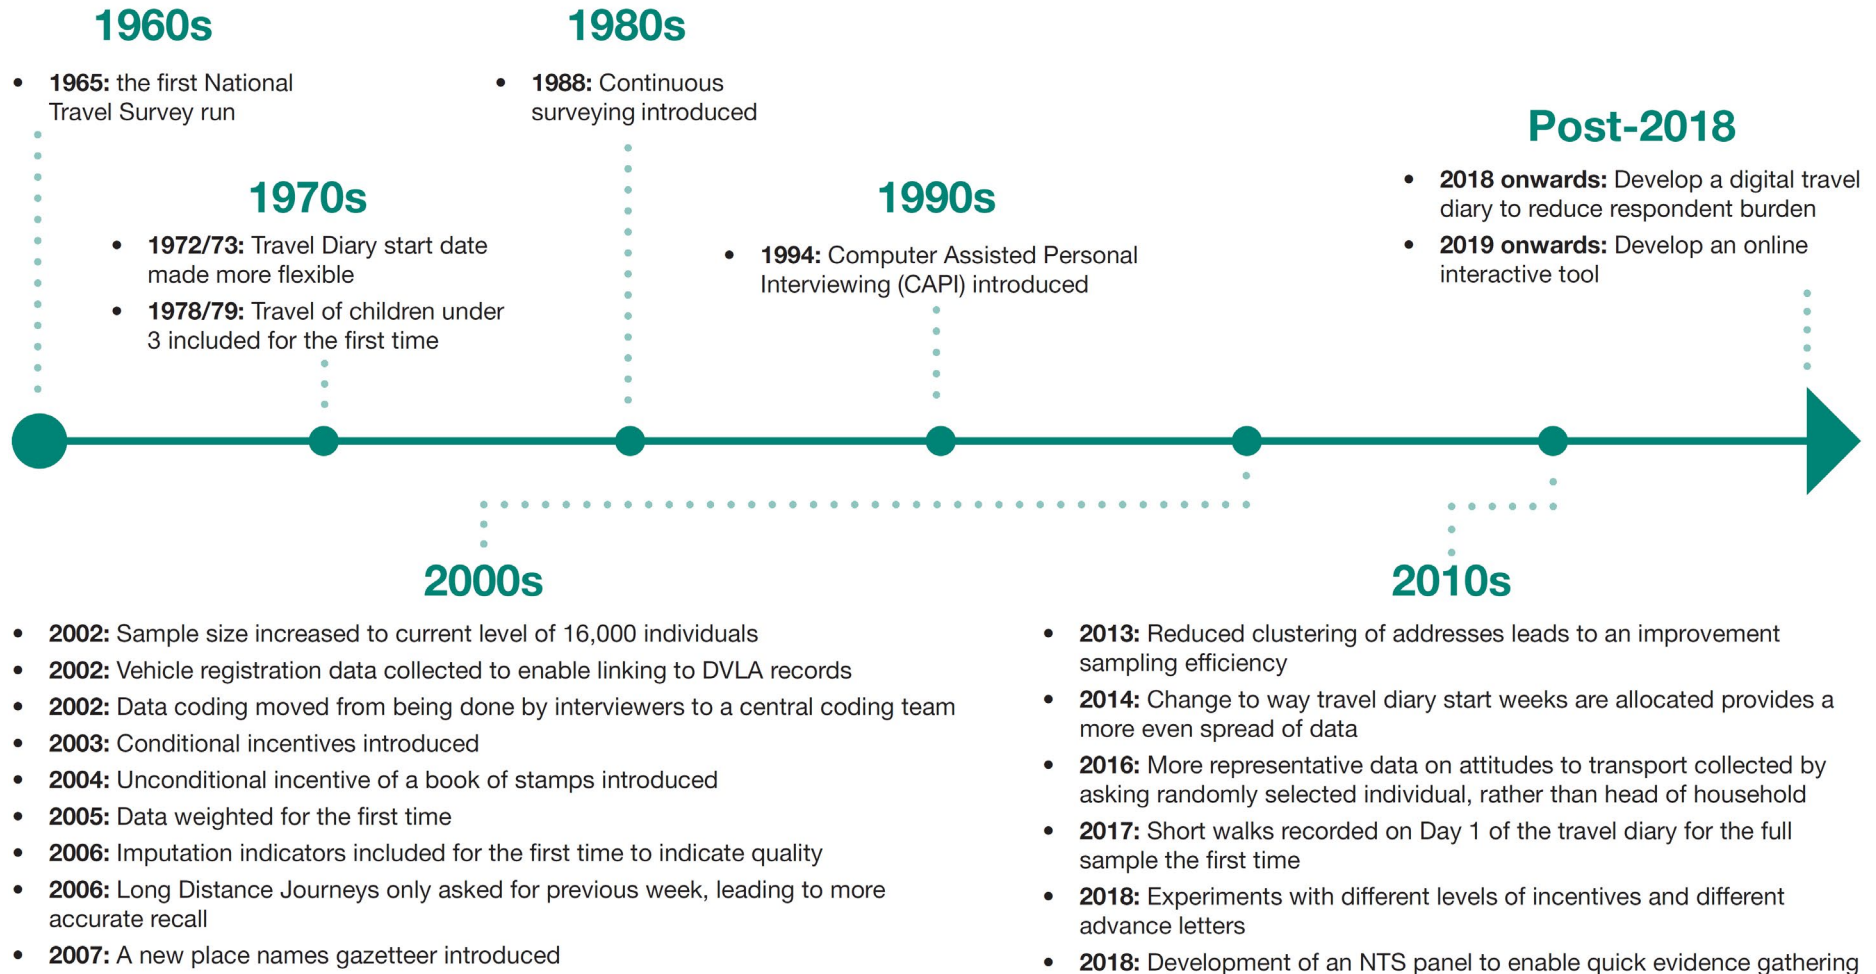 1960s
• 1965: the first National
Travel Survey run
1970s
• 1972/73: Travel Diary start date
made more flexible
• 1978/79: Travel of children under
3 included for the first time
1980s
• 1988: Continuous
surveying introduced
1990s
• 1994: Computer Assisted Personal
Interviewing (CAPI) introduced
Post-2018
• 2018 onwards: Develop a digital travel
diary to reduce respondent burden
• 2019 onwards: Develop an online
interactive tool
2000s
• 2002: Sample size increased to current level of 16,000 individuals
• 2002: Vehicle registration data collected to enable linking to DVLA records
• 2002: Data coding moved from being done by interviewers to a central coding team
• 2003: Conditional incentives introduced
• 2004: Unconditional incentive of a book of stamps introduced
• 2005: Data weighted for the first time
• 2006: Imputation indicators included for the first time to indicate quality
• 2006: Long Distance Journeys only asked for previous week, leading to more
accurate recall
• 2007: A new place names gazetteer introduced
2010s
• 2013: Reduced clustering of addresses leads to an improvement
sampling efficiency
• 2014: Change to way travel diary start weeks are allocated provides a
more even spread of data
• 2016: More representative data on attitudes to transport collected by
asking randomly selected individual, rather than head of household
• 2017: Short walks recorded on Day 1 of the travel diary for the full
sample the first time
• 2018: Experiments with different levels of incentives and different
advance letters
• 2018: Development of an NTS panel to enable quick evidence gathering